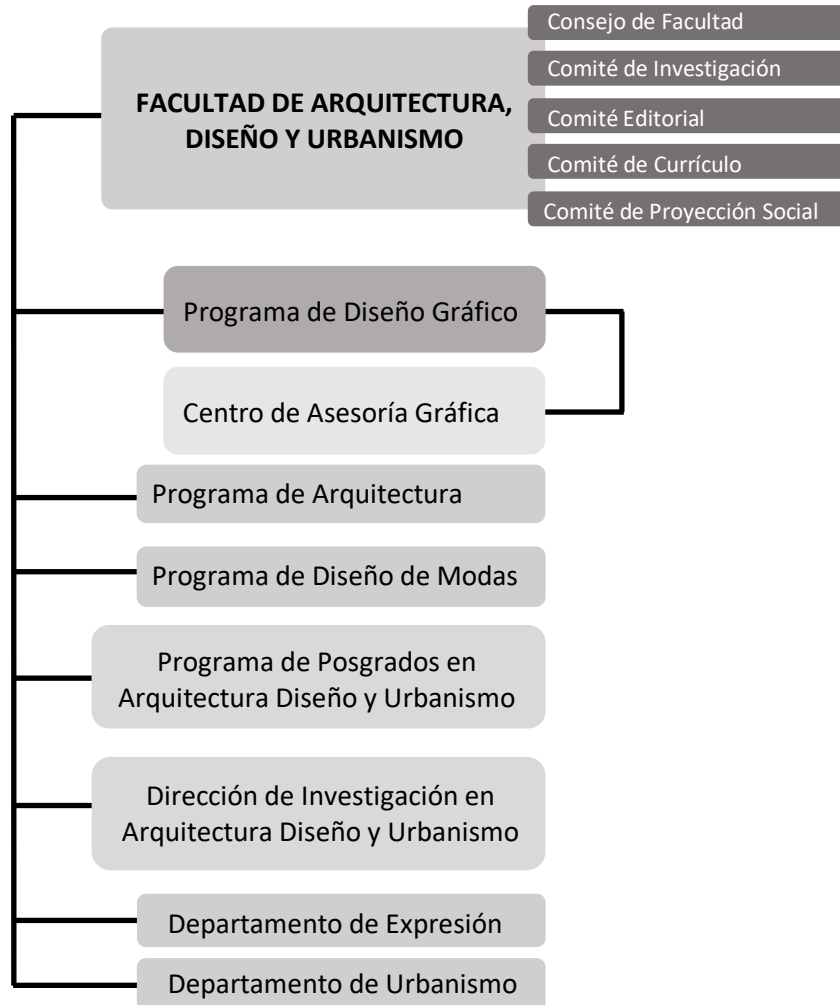 Consejo de Facultad
Comité de Investigación
FACULTAD DE ARQUITECTURA,
DISEÑO Y URBANISMO
Comité Editorial
Comité de Currículo
Comité de Proyección Social
Programa de Diseño Gráfico
Centro de Asesoría Gráfica
Programa de Arquitectura
Programa de Diseño de Modas
Programa de Posgrados en
Arquitectura Diseño y Urbanismo
Dirección de Investigación en
Arquitectura Diseño y Urbanismo
Departamento de Expresión
Departamento de Urbanismo